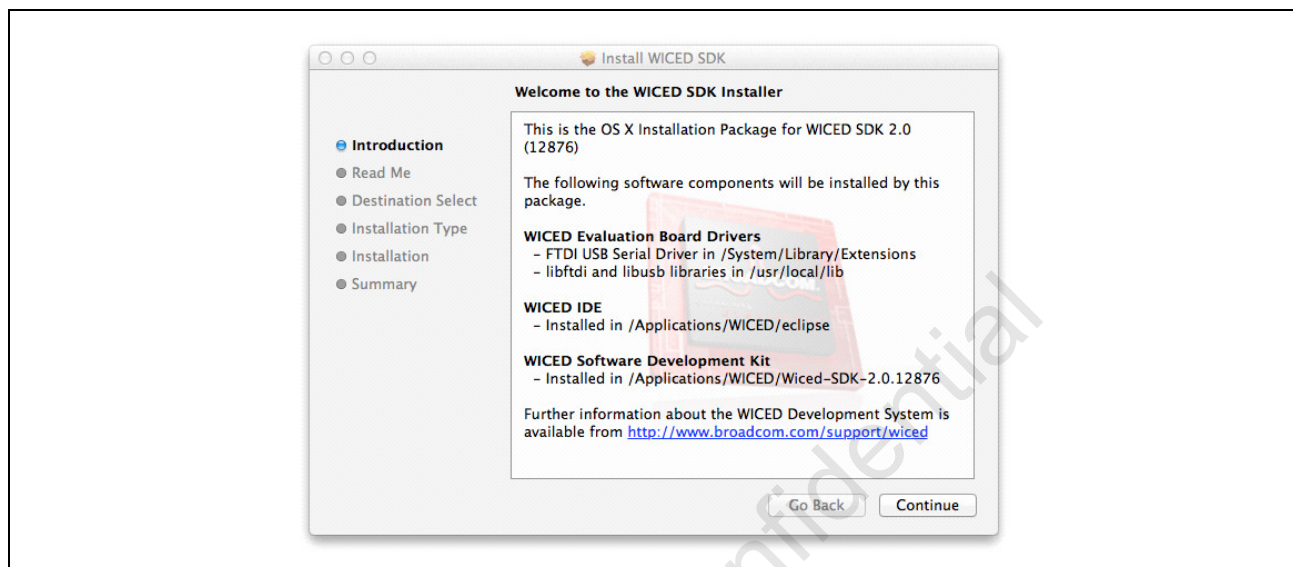 Install WICED SDK
Welcome to the WICED SDK Installer
Introduction
Read Me
Destination Select
Installation Type
Installation
Summary
This is the OS X Installation Package for WICED SDK 2.0
(12876)
The following software components will be installed by this
package.
WICED Evaluation Board Drivers
– FTDI USB Serial Driver in /System/Library/Extensions
– libftdi and libusb libraries in /usr/local/lib
WICED IDE
– Installed in /Applications/WICED/eclipse
WICED Software Development Kit
– Installed in /Applications/WICED/Wiced-SDK-2.0.12876
Further information about the WICED Development System is
available from http://www.broadcom.com/support/wiced
Go Back
Continue